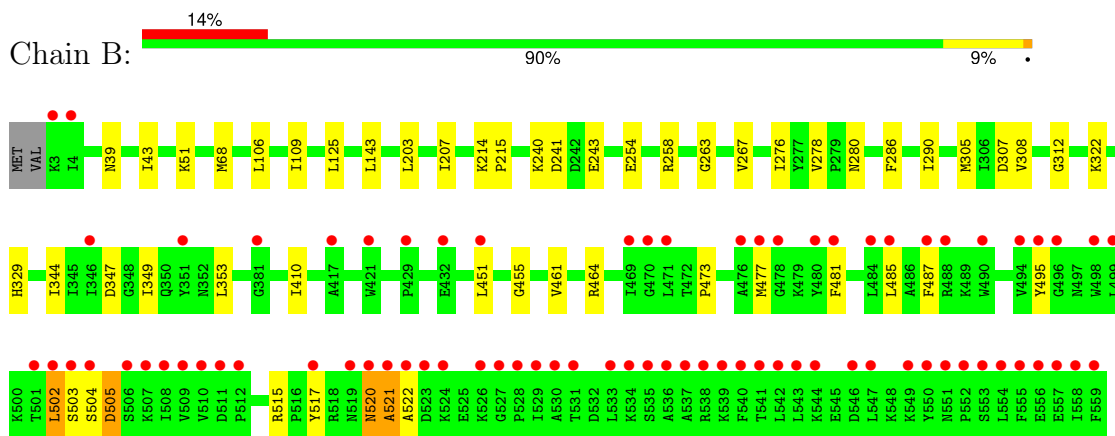 Chain B:
14%
90%
9%
•
MET VAL K3 I4 N39 I43 K51 M68 L106 I109 L125 L143 L203 I207 K214 P215 K240 D241 D242 E243 E254 R258 G263 V267 I276 Y277 V278 P279 N280 F286 I290 M305 I306 D307 V308 G312 K322
H329 I344 I345 I346 D347 G348 I349 Q350 Y351 N352 L353 G381 I410 A417 W421 P429 E432 L451 G455 V461 R464 I469 G470 L471 T472 P473 A476 M477 G478 K479 Y480 F481 L484 L485 A486 F487 R488 K489 W490 V494 Y495 G496 N497 W498 L499
K500 T501 L502 S503 S504 D505 S506 K507 I508 V509 V510 D511 P512 R515 P516 Y517 R518 N519 N520 A521 A522 D523 K524 E525 K526 G527 P528 I529 A530 T531 D532 L533 K534 S535 A536 A537 R538 K539 F540 T541 L542 L543 K544 E545 D546 L547 K548 K549 Y550 N551 P552 S553 L554 F555 E556 E557 I558 F559